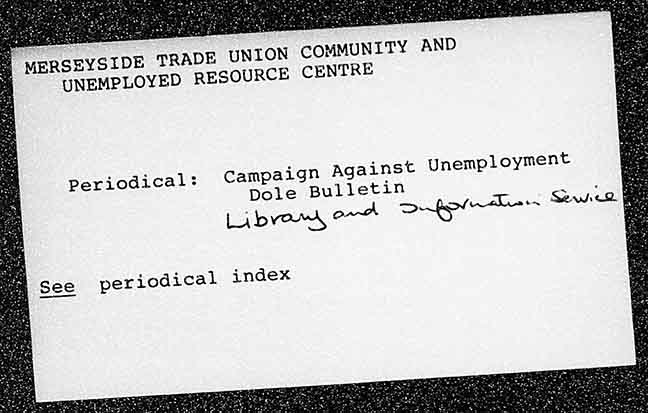 MERSEYSIDE TRADE UNION COMMUNITY AND
UNEMPLOYED RESOURCE CENTRE
Periodical: Campaign Against Unemployment
Dole Bulletin
Library and Information Service
See periodical index